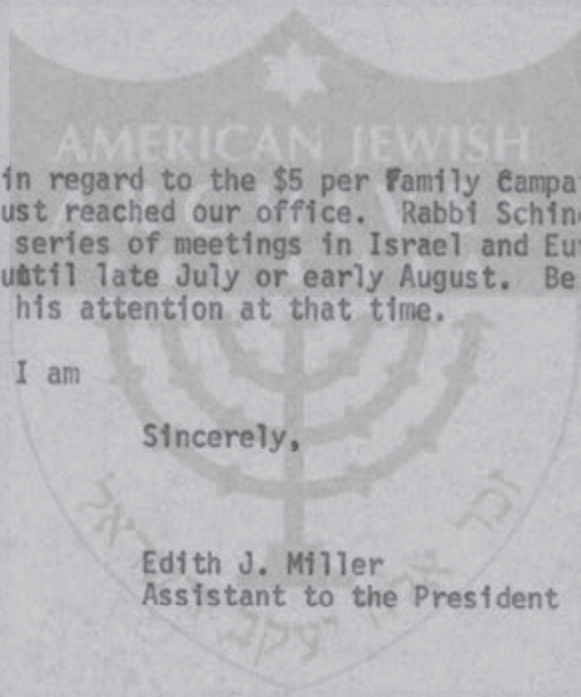 AMERICAN JEWISH
in regard to the $5 per Family Campa
ust reached our office. Rabbi Schin
series of meetings in Israel and Eu
until late July or early August. Be
his attention at that time.
I am
Sincerely,
Edith J. Miller
Assistant to the President
זכר יעקב